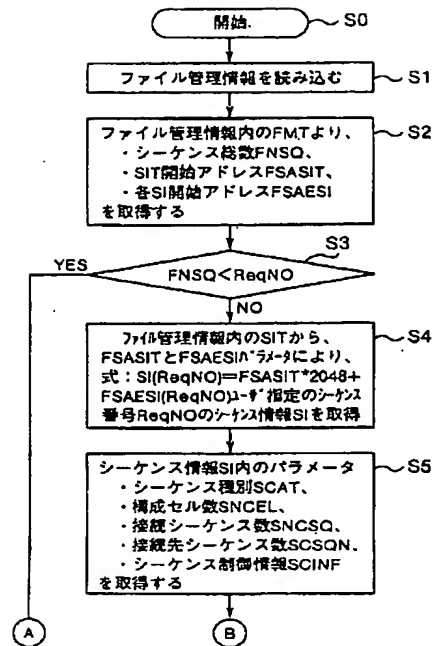 開始.
S0
ファイル管理情報を読み込む
S1
ファイル管理情報内のFMTより、
・シーケンス総数FNSQ、
・SIT開始アドレスFSASIT、
・各SI開始アドレスFSAESI
を取得する
S2
S3
YES
FNSQ<ReqNO
NO
ファイル管理情報内のSITから、
FSASITとFSAESIパラメータにより、
式：SI(ReqNO)=FSASIT*2048+
FSAESI(ReqNO)ユーザ指定のシーケンス
番号ReqNOのシーケンス情報SIを取得
S4
シーケンス情報SI内のパラメータ
・シーケンス種別SCAT、
・構成セル数SNCEL、
・接続シーケンス数SNCSQ、
・接続先シーケンス数SCSQN、
・シーケンス制御情報SCINF
を取得する
S5
A
B